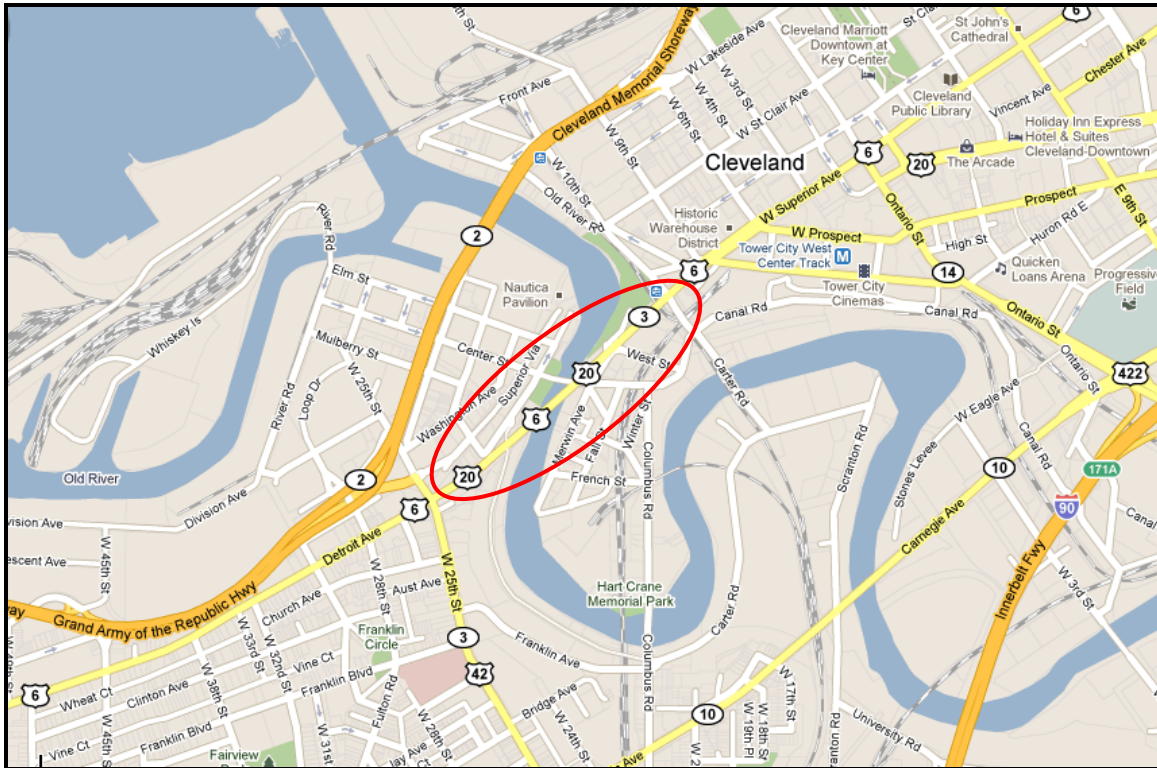 6
St John's
Cathedral
Cleveland Marriott
Downtown at
Key Center
Chester Ave
W Lakeside Ave
W 3rd St
W 4th St
W 6th St
W St Clair Ave
Cleveland
Public Library
Vincent Ave
Front Ave
Cleveland Memorial Shoreway
W 9th St
W 10th St
Old River Rd
Holiday Inn Express
Hotel & Suites
Cleveland-Downtown
The Arcade
6
20
Cleveland
W Superior Ave
Ontario St
Prospect
E 9th St
Historic
Warehouse
District
W Prospect
High St
Huron Rd E
River Rd
2
Elm St
Tower City West
Center Track
M
6
14
Quicken
Loans Arena
Progressive
Field
Tower City
Cinemas
Nautica
Pavilion
3
Canal Rd
Canal Rd
Ontario St
Ontario St
Whiskey Is
Mulberry St
Center St
Superior Via
West St
Carter Rd
422
W 25th St
Loop Dr
River Rd
20
Washington Ave
6
Merwin Ave
Fall St
Winter St
Columbus Rd
French St
W Eagle Ave
Scranton Rd
Stones Levee
10
Canal Rd
171A
90
Old River
2
20
6
Division Ave
Division Ave
Detroit Ave
W 45th St
W 25th St
Carnegie Ave
Canal
Innerbelt Fwy
W 3rd St
Hart Crane
Memorial Park
Carter Rd
Grand Army of the Republic Hwy
Church Ave
W 28th St
Aust Ave
Franklin
Circle
3
42
Franklin Ave
Columbus Rd
W 33rd St
W 32nd St
Vine Ct
Franklin Blvd
Fulton Rd
6
Wheat Ct
Clinton Ave
W 38th St
W 31st
W 28th St
Bridge Ave
W 24th St
10
W 17th St
W 18th St
W 19th Pl
University Rd
Vine Ct
Franklin Blvd
W 45th St
Fairview